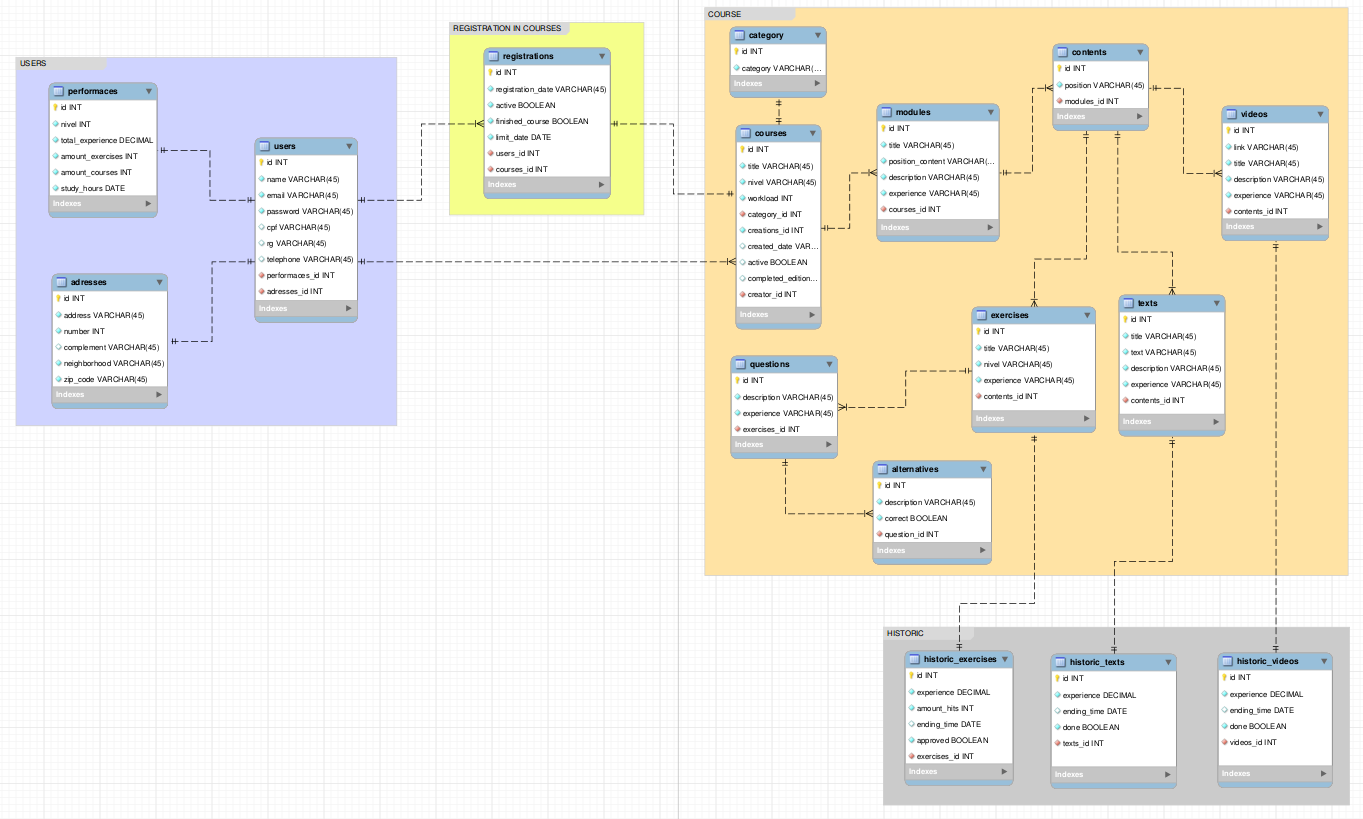 USERS
performaces
id INT
nivel INT
total_experience DECIMAL
amount_exercises INT
amount_courses INT
study_hours DATE
Indexes
users
id INT
name VARCHAR(45)
email VARCHAR(45)
password VARCHAR(45)
cpf VARCHAR(45)
rg VARCHAR(45)
telephone VARCHAR(45)
performaces_id INT
adresses_id INT
Indexes
adresses
id INT
address VARCHAR(45)
number INT
complement VARCHAR(45)
neighborhood VARCHAR(45)
zip_code VARCHAR(45)
Indexes
REGISTRATION IN COURSES
registrations
id INT
registration_date VARCHAR(45)
active BOOLEAN
finished_course BOOLEAN
limit_date DATE
users_id INT
courses_id INT
Indexes
COURSE
category
id INT
category VARCHAR(...
Indexes
courses
id INT
title VARCHAR(45)
nivel VARCHAR(45)
workload INT
category_id INT
creations_id INT
created_date VAR...
active BOOLEAN
completed_edition...
creator_id INT
Indexes
modules
id INT
title VARCHAR(45)
position_content VARCHAR(...
description VARCHAR(45)
experience VARCHAR(45)
courses_id INT
Indexes
contents
id INT
position VARCHAR(45)
modules_id INT
Indexes
videos
id INT
link VARCHAR(45)
title VARCHAR(45)
description VARCHAR(45)
experience VARCHAR(45)
contents_id INT
Indexes
exercises
id INT
title VARCHAR(45)
nivel VARCHAR(45)
experience VARCHAR(45)
contents_id INT
Indexes
texts
id INT
title VARCHAR(45)
text VARCHAR(45)
description VARCHAR(45)
experience VARCHAR(45)
contents_id INT
Indexes
questions
id INT
description VARCHAR(45)
experience VARCHAR(45)
exercises_id INT
Indexes
alternatives
id INT
description VARCHAR(45)
correct BOOLEAN
question_id INT
Indexes
HISTORIC
historic_exercises
id INT
experience DECIMAL
amount_hits INT
ending_time DATE
approved BOOLEAN
exercises_id INT
Indexes
historic_texts
id INT
experience DECIMAL
ending_time DATE
done BOOLEAN
texts_id INT
Indexes
historic_videos
id INT
experience DECIMAL
ending_time DATE
done BOOLEAN
videos_id INT
Indexes